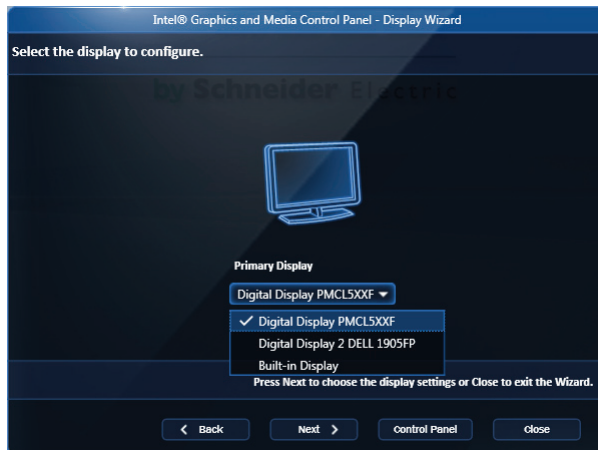 Intel® Graphics and Media Control Panel - Display Wizard
Select the display to configure.
by Schneider Electric
Primary Display
Digital Display PMCL5XXF
Digital Display PMCL5XXF
Digital Display 2 DELL 1905FP
Built-in Display
Press Next to choose the display settings or Close to exit the Wizard.
Back Next Control Panel Close